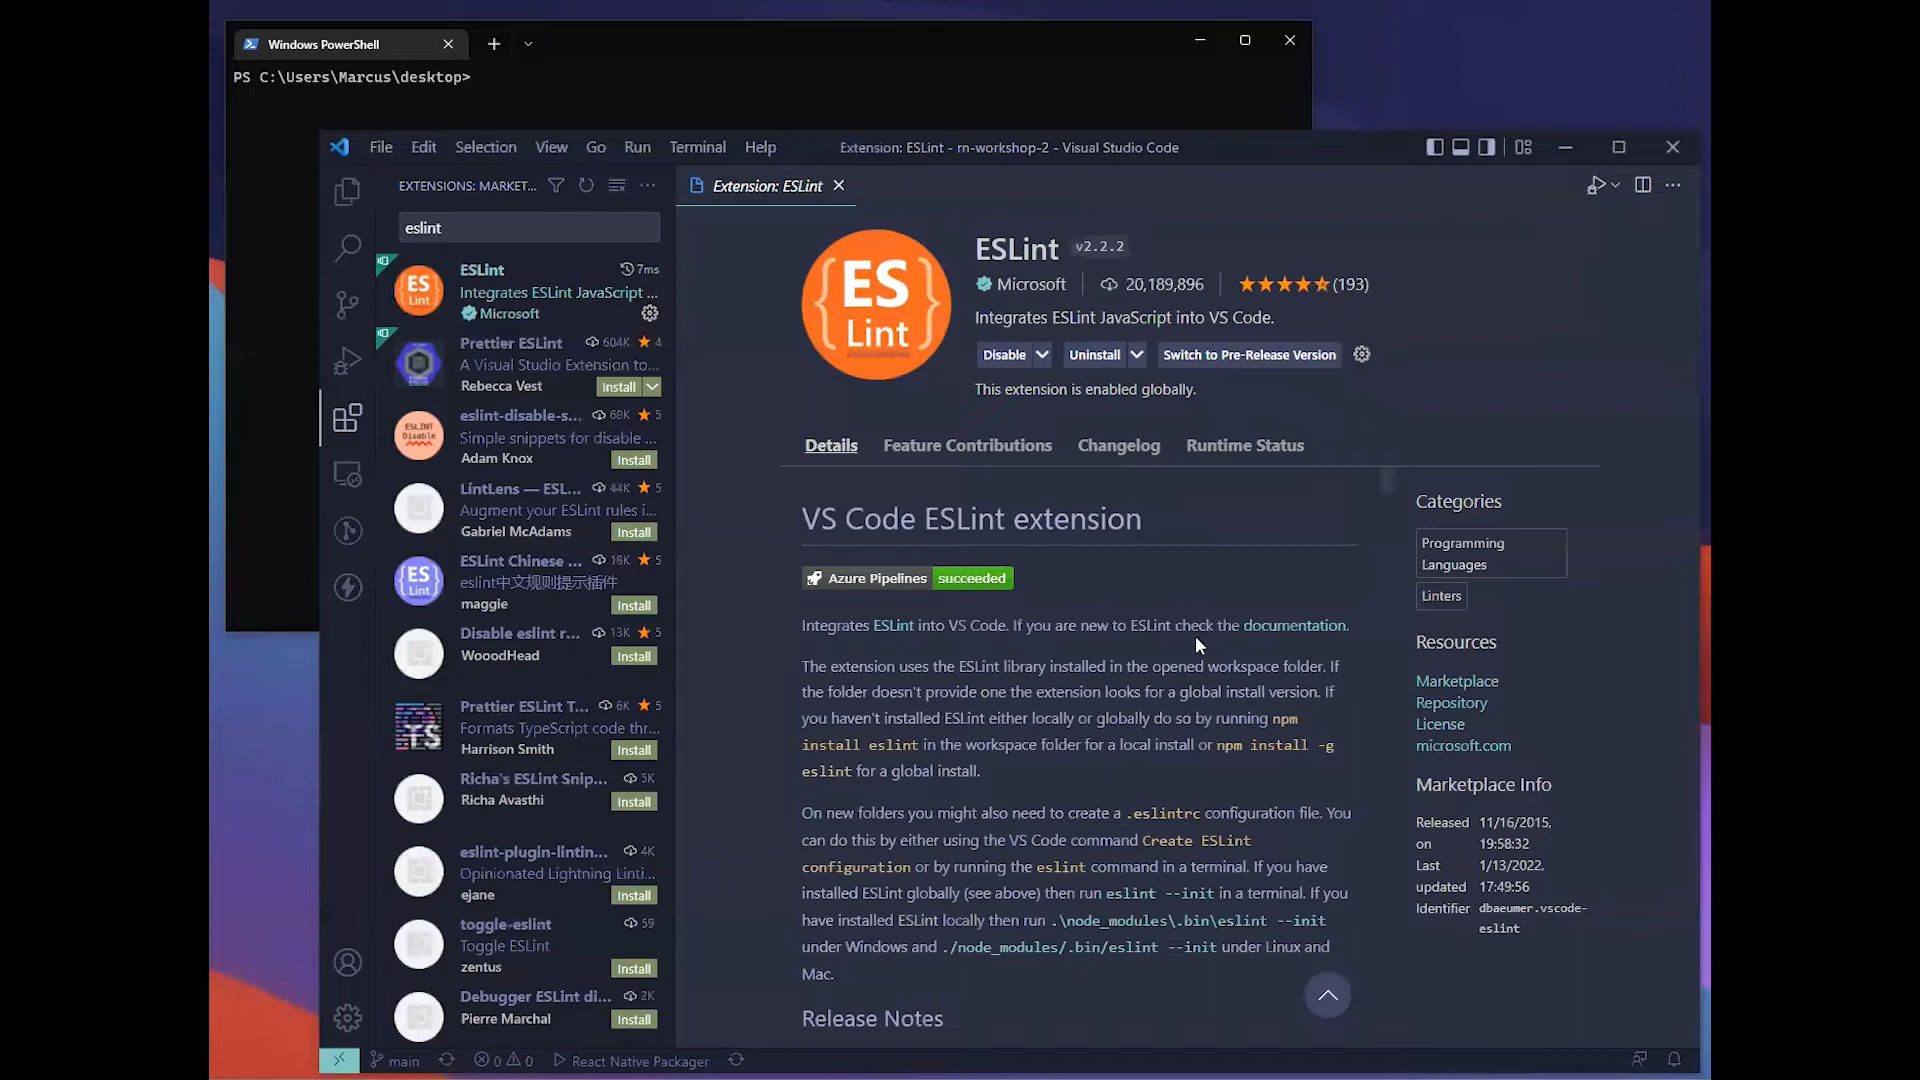 Windows PowerShell
PS C:\Users\Marcus\desktop>
File Edit Selection View Go Run Terminal Help
Extension: ESLint - rn-workshop-2 - Visual Studio Code
EXTENSIONS: MARKET...
eslint
ESLint 7ms
Integrates ESLint JavaScript ...
Microsoft
Prettier ESLint 604K 4
A Visual Studio Extension to...
Rebecca Vest Install
eslint-disable-s... 68K 5
Simple snippets for disable ...
Adam Knox Install
LintLens — ESL... 44K 5
Augment your ESLint rules i...
Gabriel McAdams Install
ESLint Chinese ... 18K 5
eslint中文规则提示插件
maggie Install
Disable eslint r... 13K 5
WooodHead Install
Prettier ESLint T... 6K 5
Formats TypeScript code thr...
Harrison Smith Install
Richa's ESLint Snip... 5K
Richa Avasthi Install
eslint-plugin-lintin... 4K
Opinionated Lightning Linti...
ejane Install
toggle-eslint 59
Toggle ESLint
zentus Install
Debugger ESLint di... 2K
Pierre Marchal Install
ES
Lint
ESLINT
Disable
ES
Lint
TS
Extension: ESLint
{ES}
Lint
ESLint v2.2.2
Microsoft 20,189,896 (193)
Integrates ESLint JavaScript into VS Code.
Disable Uninstall Switch to Pre-Release Version
This extension is enabled globally.
Details Feature Contributions Changelog Runtime Status
VS Code ESLint extension
Azure Pipelines succeeded
Integrates ESLint into VS Code. If you are new to ESLint check the documentation.
The extension uses the ESLint library installed in the opened workspace folder. If
the folder doesn't provide one the extension looks for a global install version. If
you haven't installed ESLint either locally or globally do so by running npm
install eslint in the workspace folder for a local install or npm install -g
eslint for a global install.
On new folders you might also need to create a .eslintrc configuration file. You
can do this by either using the VS Code command Create ESLint
configuration or by running the eslint command in a terminal. If you have
installed ESLint globally (see above) then run eslint --init in a terminal. If you
have installed ESLint locally then run .\node_modules\.bin\eslint --init
under Windows and ./node_modules/.bin/eslint --init under Linux and
Mac.
Release Notes
Categories
Programming
Languages
Linters
Resources
Marketplace
Repository
License
microsoft.com
Marketplace Info
Released 11/16/2015,
on 19:58:32
Last 1/13/2022,
updated 17:49:56
Identifier dbaeumer.vscode-
eslint
main 0 0 React Native Packager